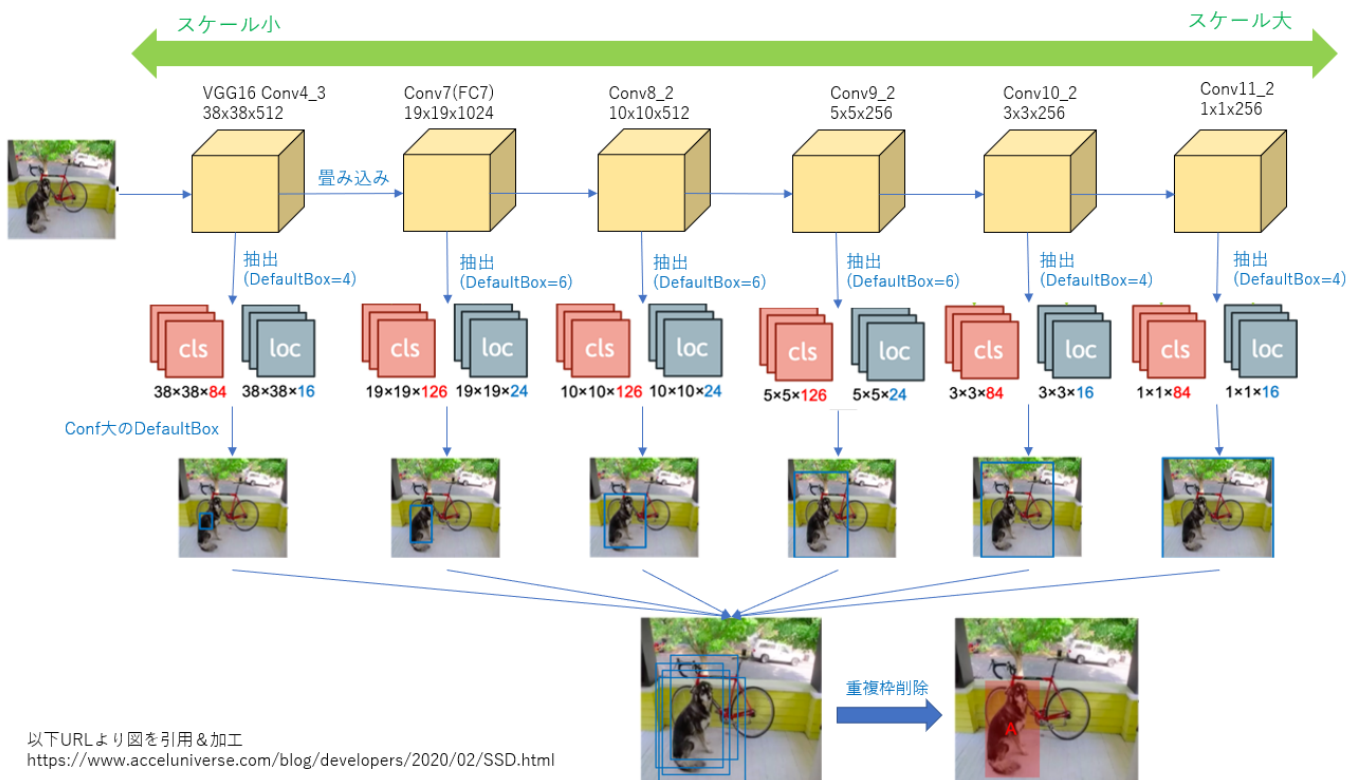 スケール小
スケール大
VGG16 Conv4_3
38x38x512
Conv7(FC7)
19x19x1024
Conv8_2
10x10x512
Conv9_2
5x5x256
Conv10_2
3x3x256
Conv11_2
1x1x256
畳み込み
抽出
(DefaultBox=4)
抽出
(DefaultBox=6)
抽出
(DefaultBox=6)
抽出
(DefaultBox=6)
抽出
(DefaultBox=4)
抽出
(DefaultBox=4)
cls
loc
cls
loc
cls
loc
cls
loc
cls
loc
cls
loc
38×38×84
38×38×16
19×19×126
19×19×24
10×10×126
10×10×24
5×5×126
5×5×24
3×3×84
3×3×16
1×1×84
1×1×16
Conf大のDefaultBox
重複枠削除
A
以下URLより図を引用＆加工
https://www.acceluniverse.com/blog/developers/2020/02/SSD.html